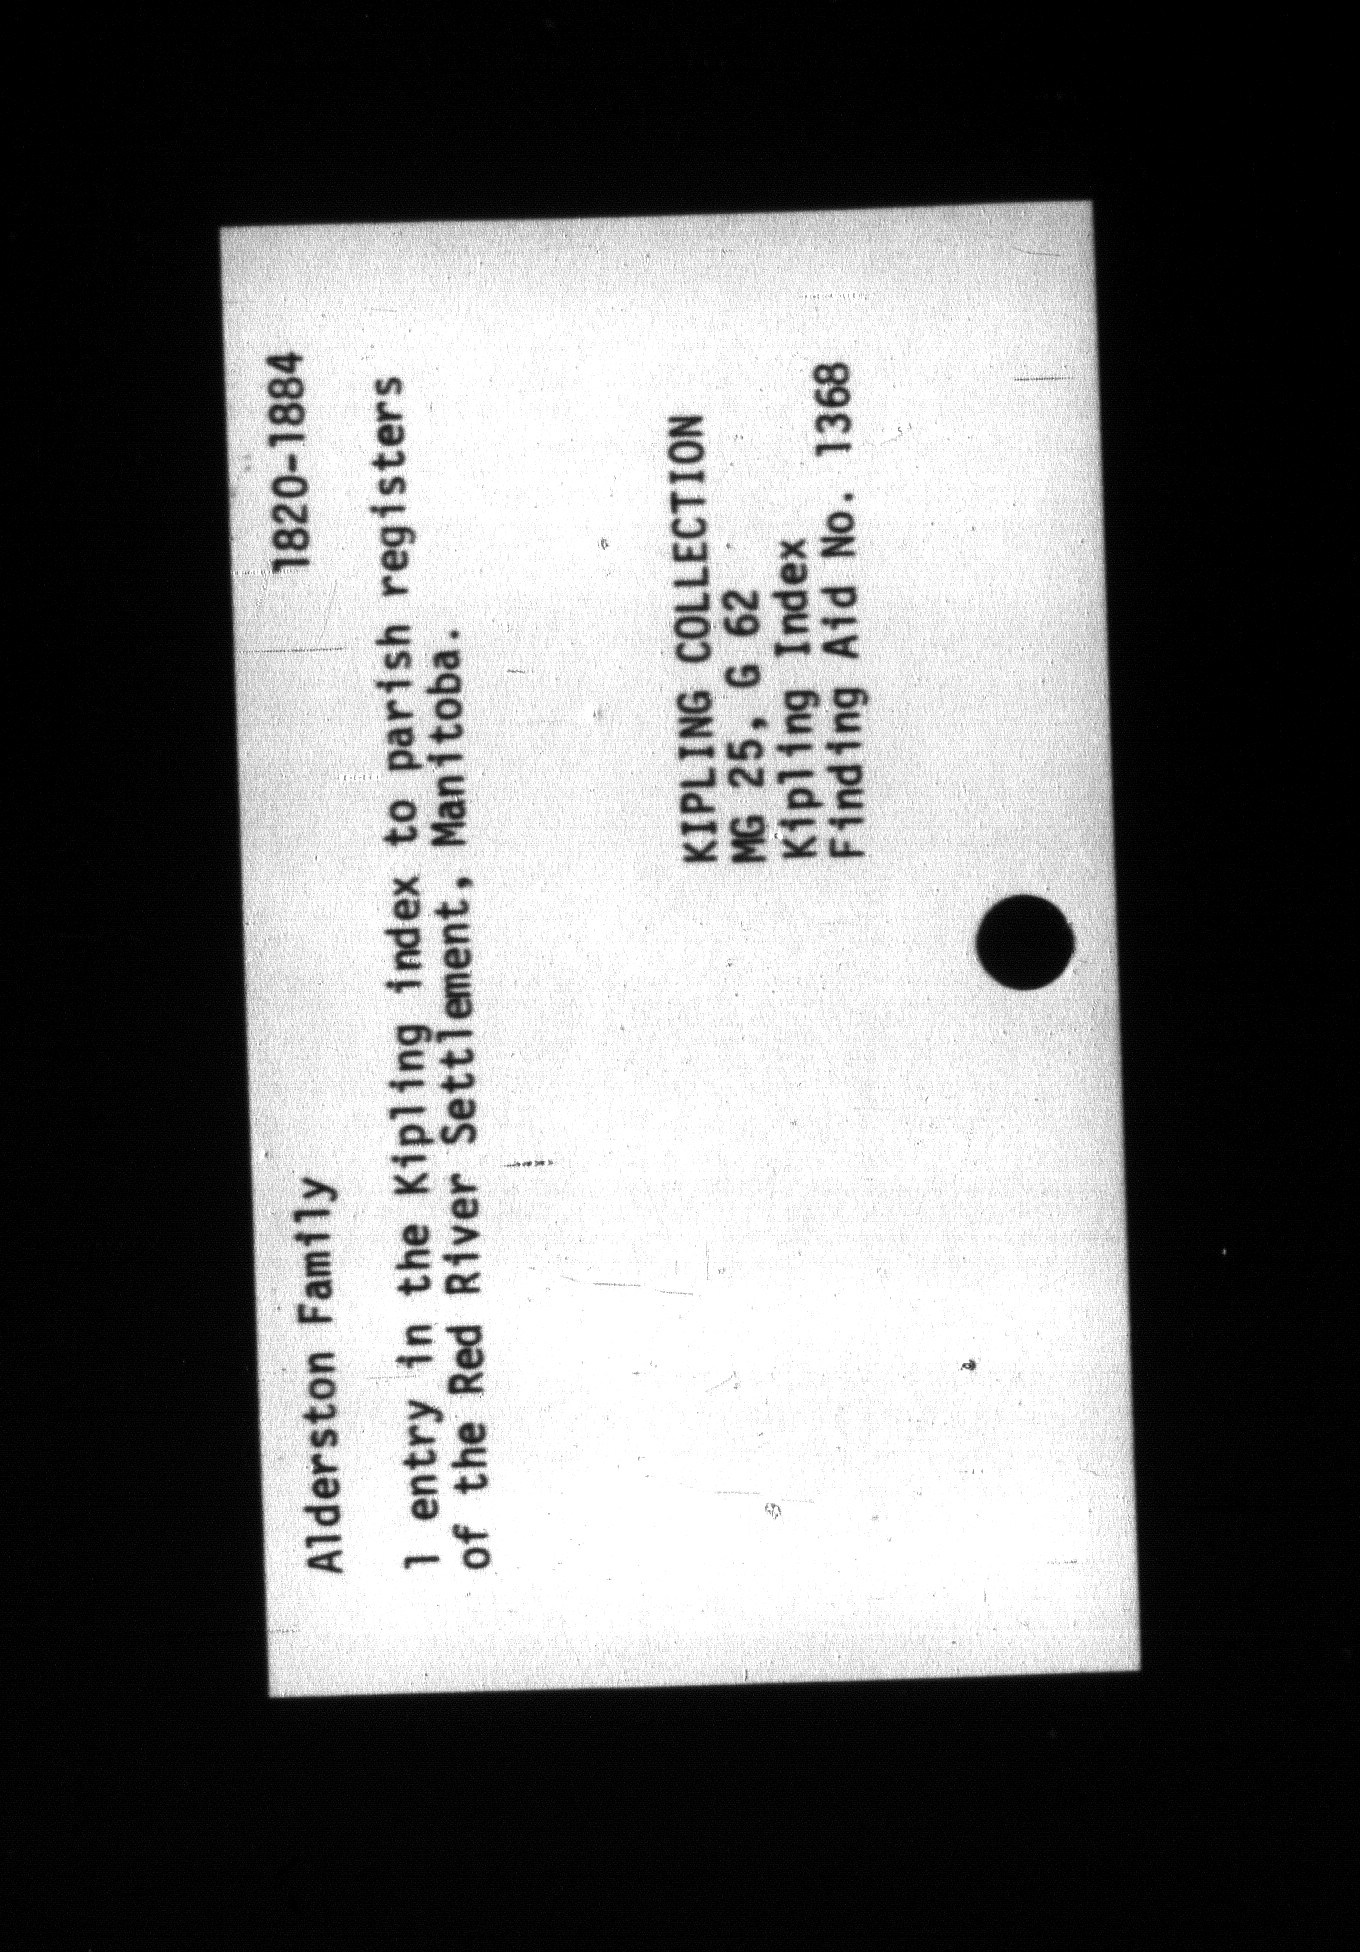 Alderston Family 1820-1884
1 entry in the Kipling index to parish registers
of the Red River Settlement, Manitoba.
KIPLING COLLECTION
MG 25, G 62
Kipling Index
Finding Aid No. 1368